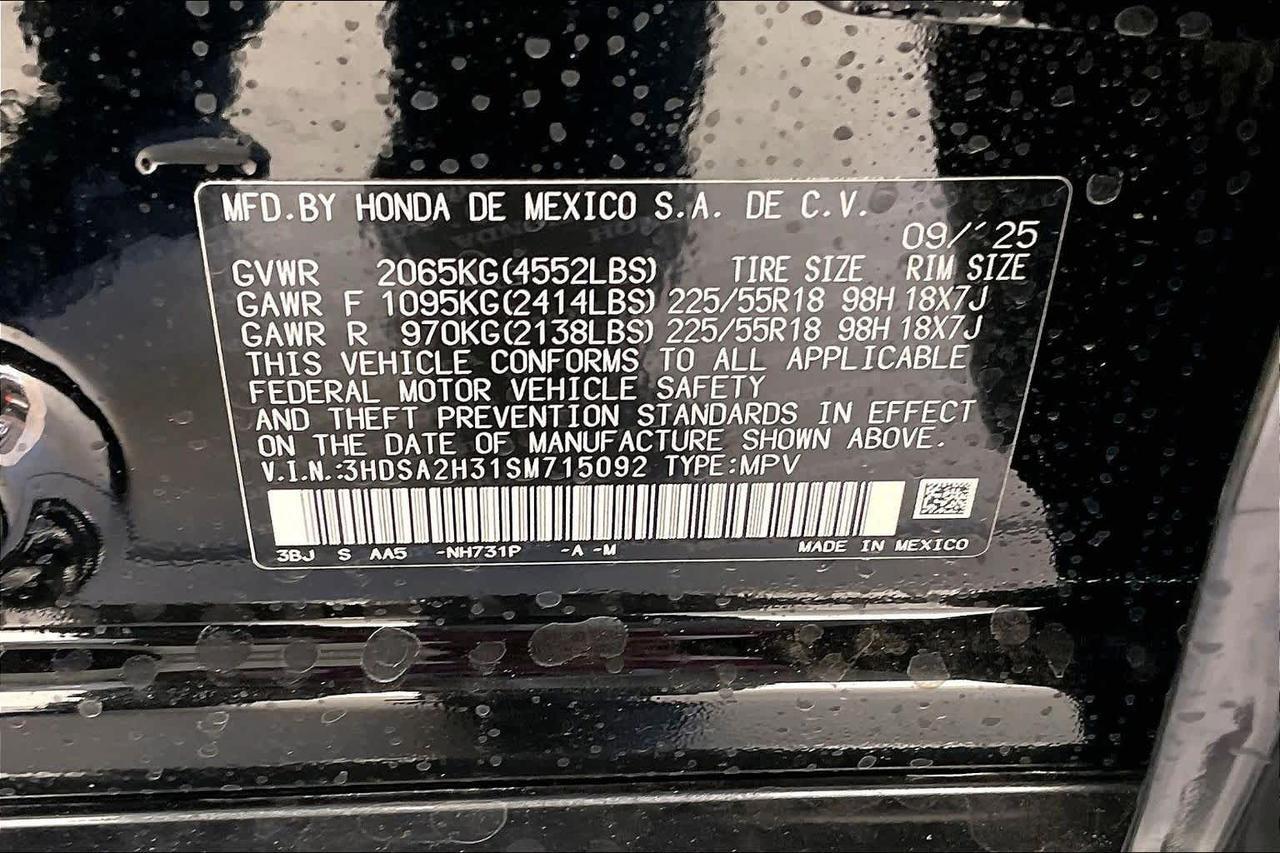 MFD.BY HONDA DE MEXICO S.A. DE C.V.
09/´25
GVWR 2065KG(4552LBS) TIRE SIZE RIM SIZE
GAWR F 1095KG(2414LBS) 225/55R18 98H 18X7J
GAWR R 970KG(2138LBS) 225/55R18 98H 18X7J
THIS VEHICLE CONFORMS TO ALL APPLICABLE
FEDERAL MOTOR VEHICLE SAFETY
AND THEFT PREVENTION STANDARDS IN EFFECT
ON THE DATE OF MANUFACTURE SHOWN ABOVE.
V.I.N.:3HDSA2H31SM715092 TYPE:MPV
3BJ S AA5 -NH731P -A -M MADE IN MEXICO